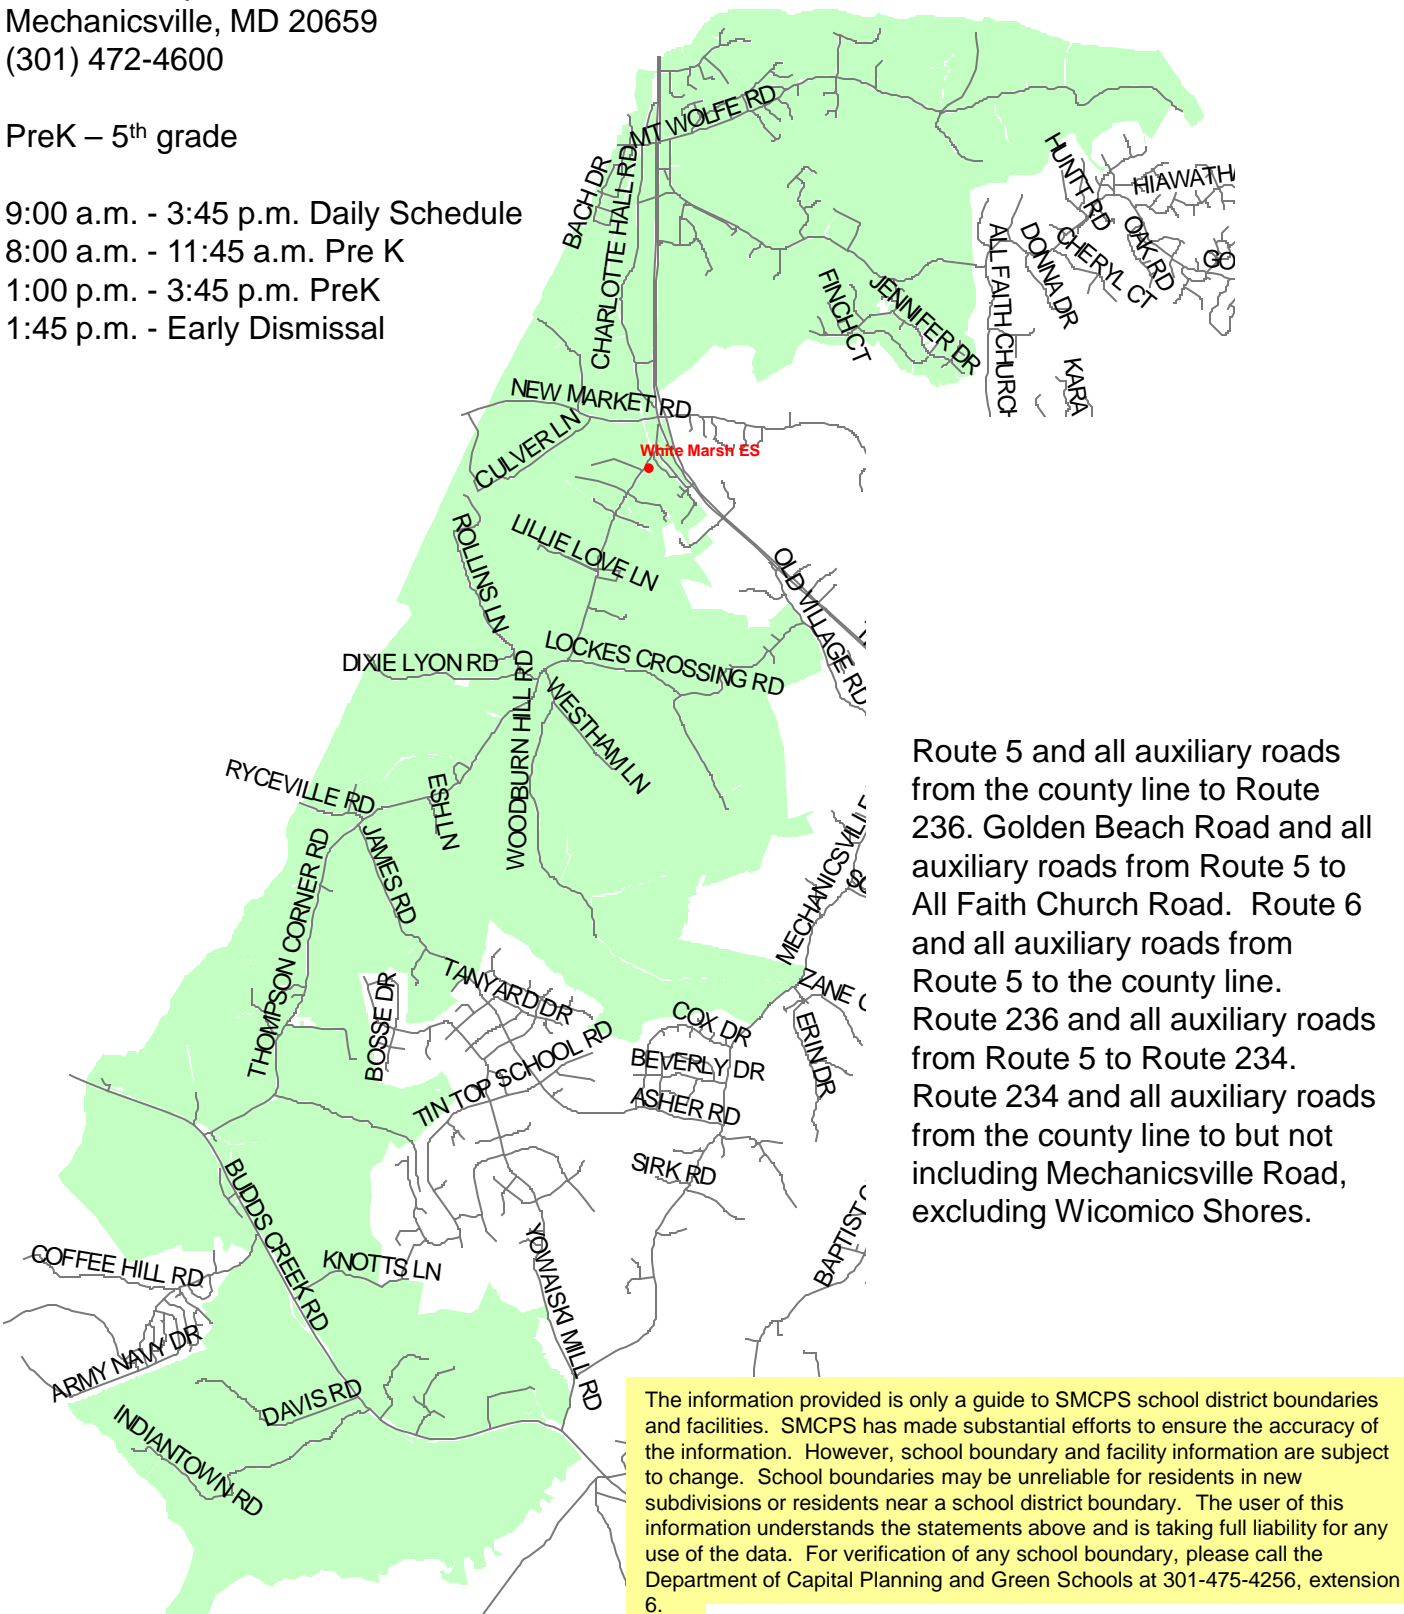 Mechanicsville, MD 20659
(301) 472-4600
PreK – 5th grade
9:00 a.m. - 3:45 p.m. Daily Schedule
8:00 a.m. - 11:45 a.m. Pre K
1:00 p.m. - 3:45 p.m. PreK
1:45 p.m. - Early Dismissal
MT WOLFE RD
BACH DR
CHARLOTTE HALL RD
HUNTT RD
HIAWATHA
OAK RD
GO
ALL FAITH CHURCH
DONNA DR
CHERYL CT
KARA
FINCH CT
JENNIFER DR
NEW MARKET RD
CULVER LN
White Marsh ES
ROLLINS LN
LILLIE LOVE LN
OLD VILLAGE RD
DIXIE LYON RD
LOCKES CROSSING RD
WOODBURN HILL RD
WESTHAM LN
RYCEVILLE RD
ESH LN
JAMES RD
THOMPSON CORNER RD
MECHANICSVILLE
BOSSE DR
TANYARD DR
TIN TOP SCHOOL RD
COX DR
ZANE
ERIN DR
BEVERLY DR
ASHER RD
SIRK RD
BAPTIST
BUDDS CREEK RD
COFFEE HILL RD
KNOTTS LN
YOWAISKI MILL RD
ARMY NAVY DR
DAVIS RD
INDIANTOWN RD
Route 5 and all auxiliary roads
from the county line to Route
236. Golden Beach Road and all
auxiliary roads from Route 5 to
All Faith Church Road. Route 6
and all auxiliary roads from
Route 5 to the county line.
Route 236 and all auxiliary roads
from Route 5 to Route 234.
Route 234 and all auxiliary roads
from the county line to but not
including Mechanicsville Road,
excluding Wicomico Shores.
The information provided is only a guide to SMCPS school district boundaries
and facilities. SMCPS has made substantial efforts to ensure the accuracy of
the information. However, school boundary and facility information are subject
to change. School boundaries may be unreliable for residents in new
subdivisions or residents near a school district boundary. The user of this
information understands the statements above and is taking full liability for any
use of the data. For verification of any school boundary, please call the
Department of Capital Planning and Green Schools at 301-475-4256, extension
6.